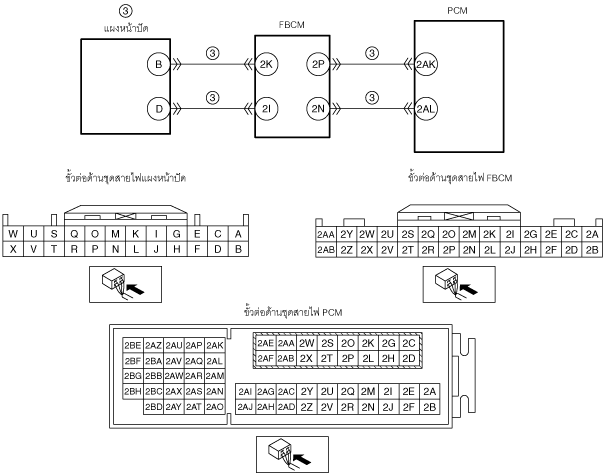 ③
แผงหน้าปัด
FBCM
PCM
B ③ 2K 2P ③ 2AK
D ③ 2I 2N ③ 2AL
ขั้วต่อด้านชุดสายไฟแผงหน้าปัด
W U S Q O M K I G E C A
X V T R P N L J H F D B
ขั้วต่อด้านชุดสายไฟ FBCM
2AA 2Y 2W 2U 2S 2Q 2O 2M 2K 2I 2G 2E 2C 2A
2AB 2Z 2X 2V 2T 2R 2P 2N 2L 2J 2H 2F 2D 2B
ขั้วต่อด้านชุดสายไฟ PCM
2BE 2AZ 2AU 2AP 2AK
2BF 2BA 2AV 2AQ 2AL
2BG 2BB 2AW 2AR 2AM
2BH 2BC 2AX 2AS 2AN
2BD 2AY 2AT 2AO
2AE 2AA 2W 2S 2O 2K 2G 2C
2AF 2AB 2X 2T 2P 2L 2H 2D
2AI 2AG 2AC 2Y 2U 2Q 2M 2I 2E 2A
2AJ 2AH 2AD 2Z 2V 2R 2N 2J 2F 2B